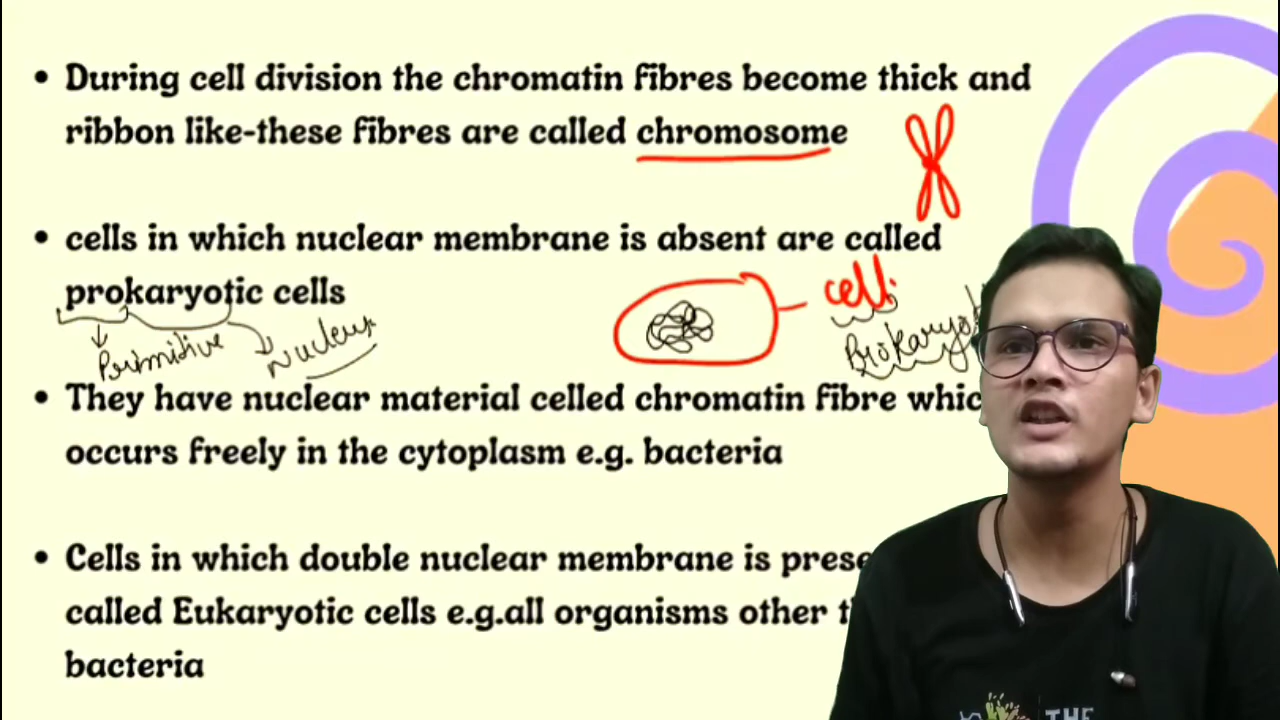 • During cell division the chromatin fibres become thick and
ribbon like-these fibres are called chromosome
• cells in which nuclear membrane is absent are called
prokaryotic cells
cell
Primidive
Nucleus
Prokaryot
• They have nuclear material celled chromatin fibre whic
occurs freely in the cytoplasm e.g. bacteria
• Cells in which double nuclear membrane is prese
called Eukaryotic cells e.g.all organisms other t
bacteria
THE